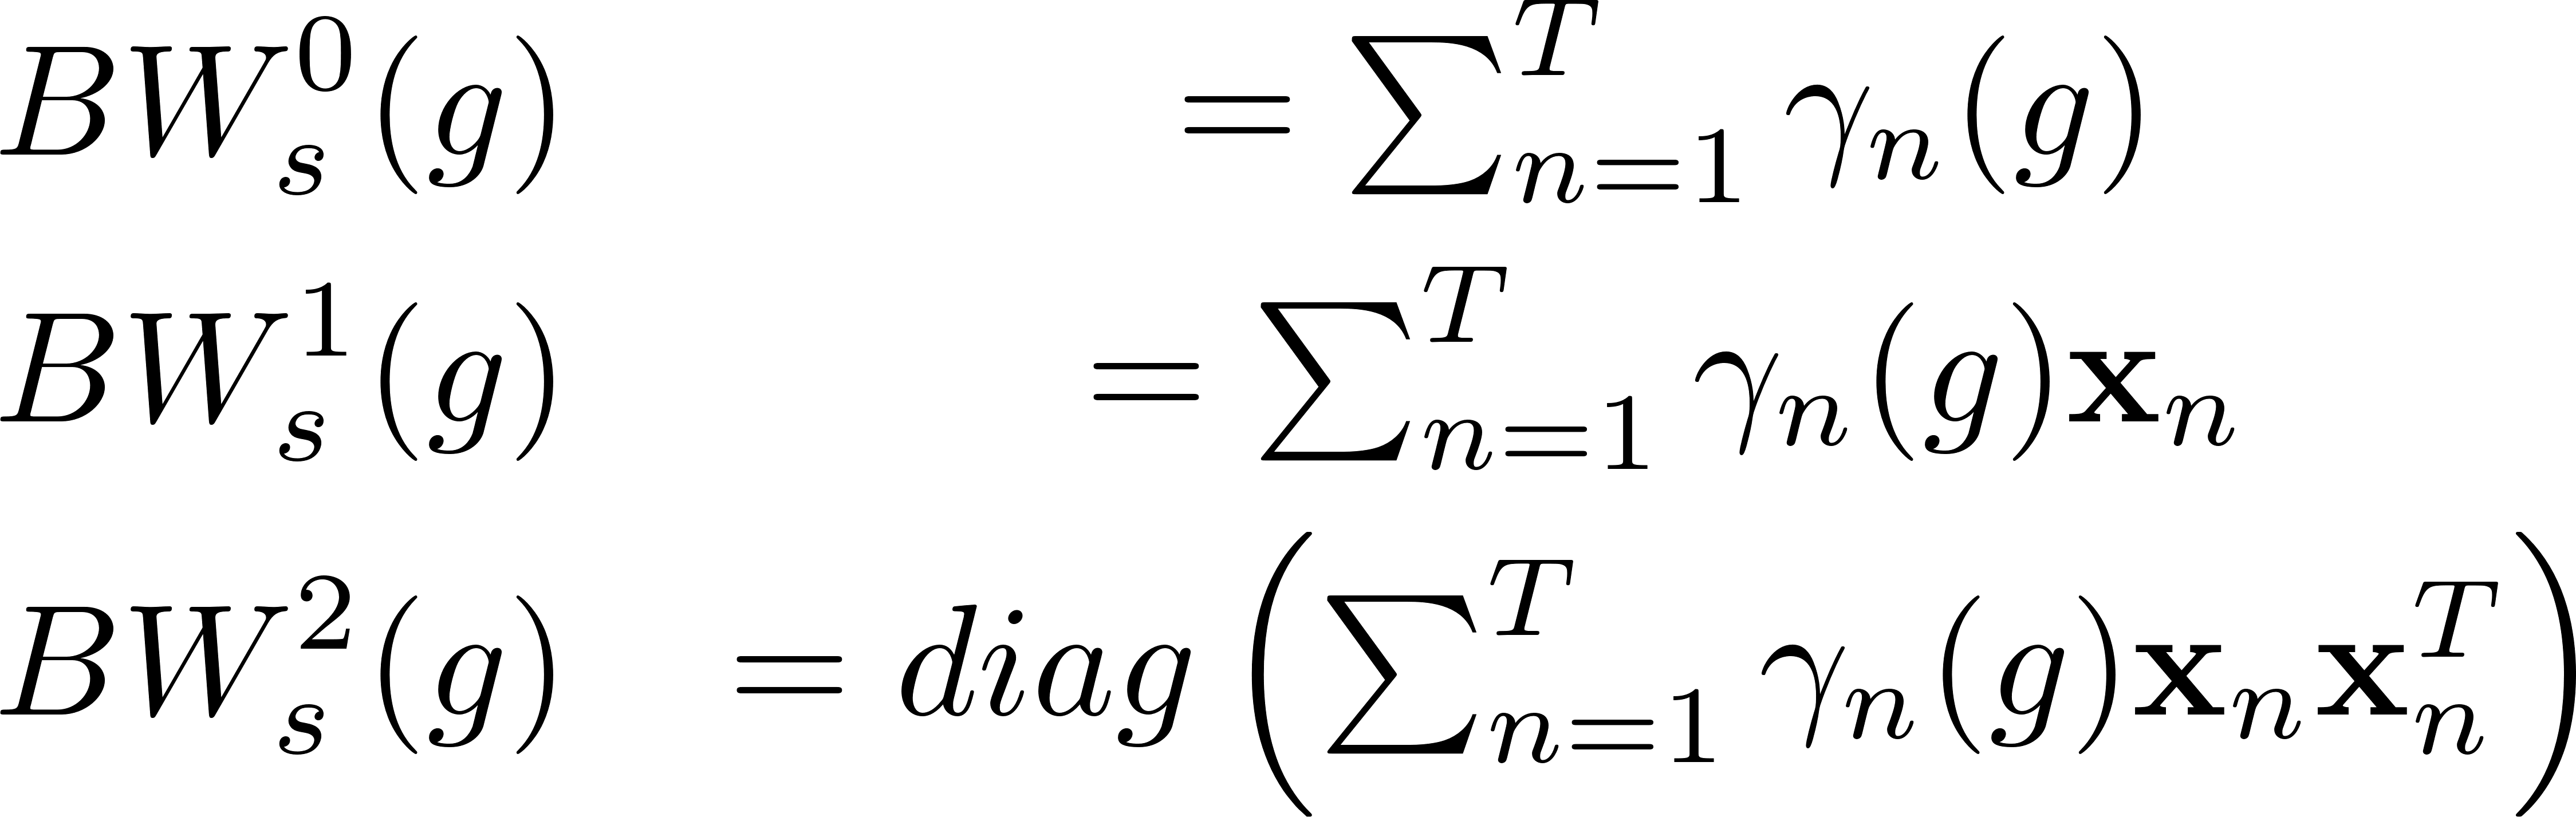 $BW_s^0(g) = \sum_{n=1}^{T} \gamma_n(g)$
$BW_s^1(g) = \sum_{n=1}^{T} \gamma_n(g)\mathbf{x}_n$
$BW_s^2(g) = diag\left(\sum_{n=1}^{T} \gamma_n(g)\mathbf{x}_n\mathbf{x}_n^T\right)$